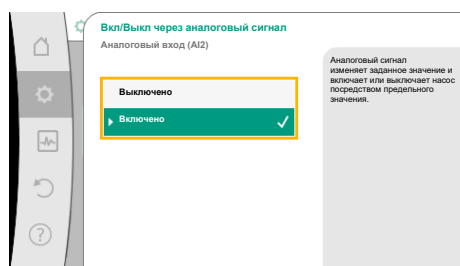 Вкл/Выкл через аналоговый сигнал
Аналоговый вход (AI2)
Выключено
Включено
Аналоговый сигнал
изменяет заданное значение и
включает или выключает насос
посредством предельного
значения.
?